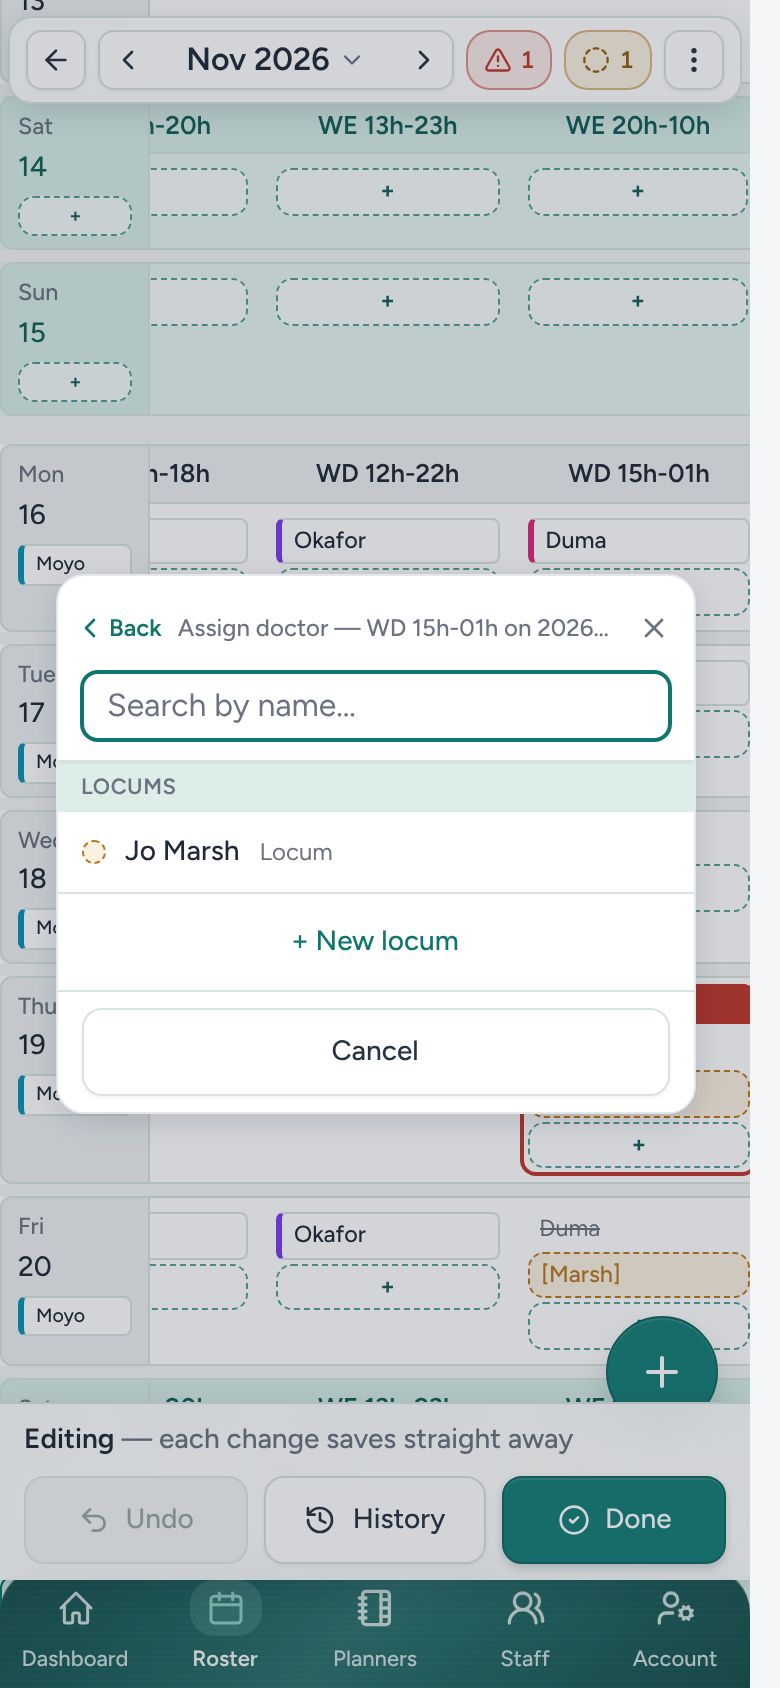 13
Nov 2026
1
1
Sat
14
+
h-20h
WE 13h-23h
WE 20h-10h
+
+
Sun
15
+
+
+
Mon
16
Moyo
h-18h
WD 12h-22h
WD 15h-01h
Okafor
Duma
Back
Assign doctor — WD 15h-01h on 2026...
Search by name...
LOCUMS
Jo Marsh
Locum
+ New locum
Cancel
Tue
17
18
Thu
19
+
Fri
20
Moyo
Okafor
+
Duma
[Marsh]
Editing — each change saves straight away
Undo
History
Done
Dashboard
Roster
Planners
Staff
Account